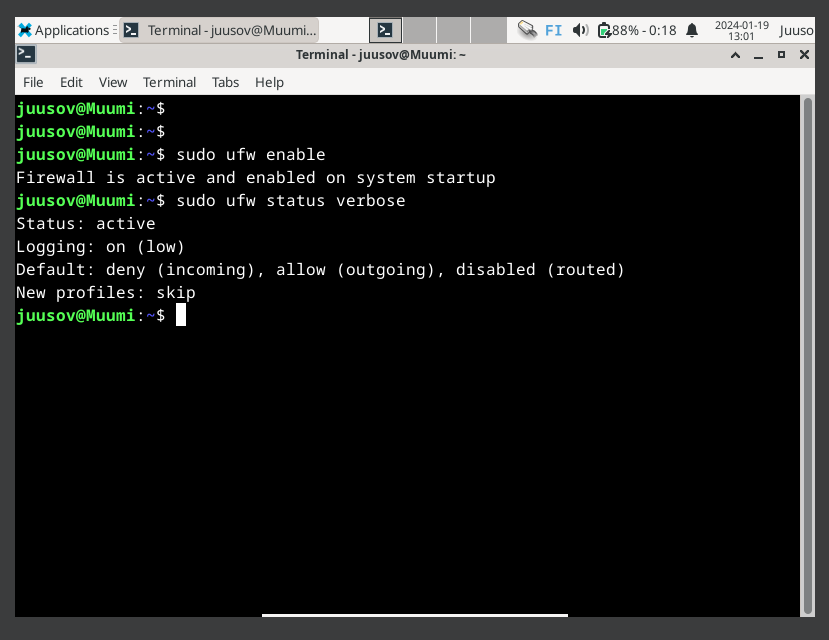 Applications
Terminal - juusov@Muumi...
FI
88% - 0:18
2024-01-19
13:01
Juuso
Terminal - juusov@Muumi: ~
File Edit View Terminal Tabs Help
juusov@Muumi:~$
juusov@Muumi:~$
juusov@Muumi:~$ sudo ufw enable
Firewall is active and enabled on system startup
juusov@Muumi:~$ sudo ufw status verbose
Status: active
Logging: on (low)
Default: deny (incoming), allow (outgoing), disabled (routed)
New profiles: skip
juusov@Muumi:~$